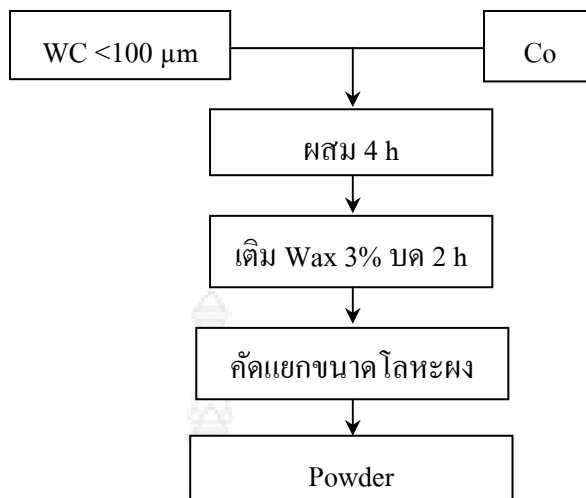 WC <100 µm
Co
ผสม 4 h
เติม Wax 3% บด 2 h
คัดแยกขนาดโลหะผง
Powder